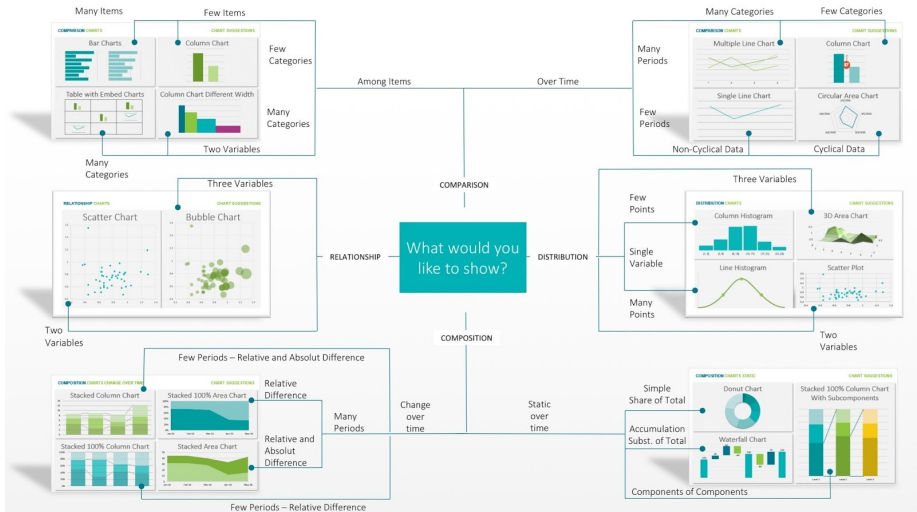 Many Items
Few Items
COMPARISON CHARTS
CHART SUGGESTIONS
Bar Charts
Column Chart
Table with Embed Charts
Column Chart Different Width
Few
Categories
Many
Categories
Two Variables
Many
Categories
Among Items
Over Time
Many Categories
Few Categories
Many
Periods
Few
Periods
COMPARISON CHARTS
CHART SUGGESTIONS
Multiple Line Chart
Column Chart
Single Line Chart
Circular Area Chart
Non-Cyclical Data
Cyclical Data
COMPARISON
Three Variables
RELATIONSHIP CHARTS
CHART SUGGESTIONS
Scatter Chart
Bubble Chart
Two
Variables
RELATIONSHIP
What would you
like to show?
DISTRIBUTION
Three Variables
Few
Points
Single
Variable
Many
Points
DISTRIBUTION CHARTS
CHART SUGGESTIONS
Column Histogram
3D Area Chart
Line Histogram
Scatter Plot
Two
Variables
COMPOSITION
Few Periods – Relative and Absolut Difference
COMPOSITION CHARTS CHANGE OVER TIME
CHART SUGGESTIONS
Stacked Column Chart
Stacked 100% Area Chart
Stacked 100% Column Chart
Stacked Area Chart
Relative
Difference
Relative and
Absolut
Difference
Many
Periods
Few Periods – Relative Difference
Change
over
time
Static
over
time
Simple
Share of Total
Accumulation
Subst. of Total
Components of Components
COMPOSITION CHARTS STATIC
CHART SUGGESTIONS
Donut Chart
Stacked 100% Column Chart
With Subcomponents
Waterfall Chart